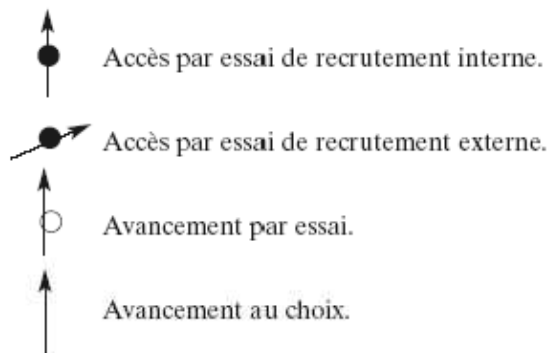 Accès par essai de recrutement interne.
Accès par essai de recrutement externe.
Avancement par essai.
Avancement au choix.